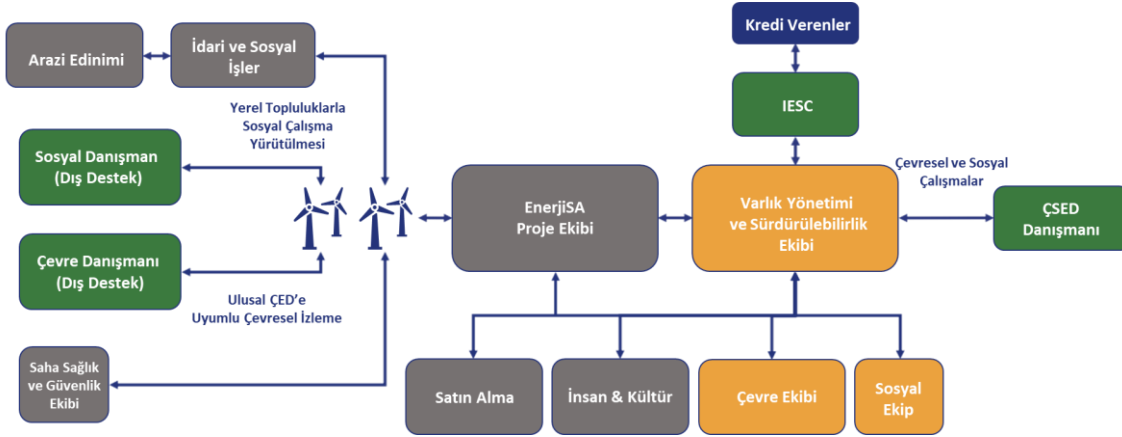 Kredi Verenler
İdari ve Sosyal
İşler
Arazi Edinimi
IESC
Yerel Topluluklarla
Sosyal Çalışma
Yürütülmesi
Sosyal Danışman
(Dış Destek)
Çevresel ve Sosyal
Çalışmalar
EnerjiSA
Proje Ekibi
Varlık Yönetimi
ve Sürdürülebilirlik
Ekibi
ÇSED
Danışmanı
Çevre Danışmanı
(Dış Destek)
Ulusal ÇED’e
Uyumlu Çevresel İzleme
Saha Sağlık
ve Güvenlik
Ekibi
Satın Alma
İnsan & Kültür
Çevre Ekibi
Sosyal
Ekip